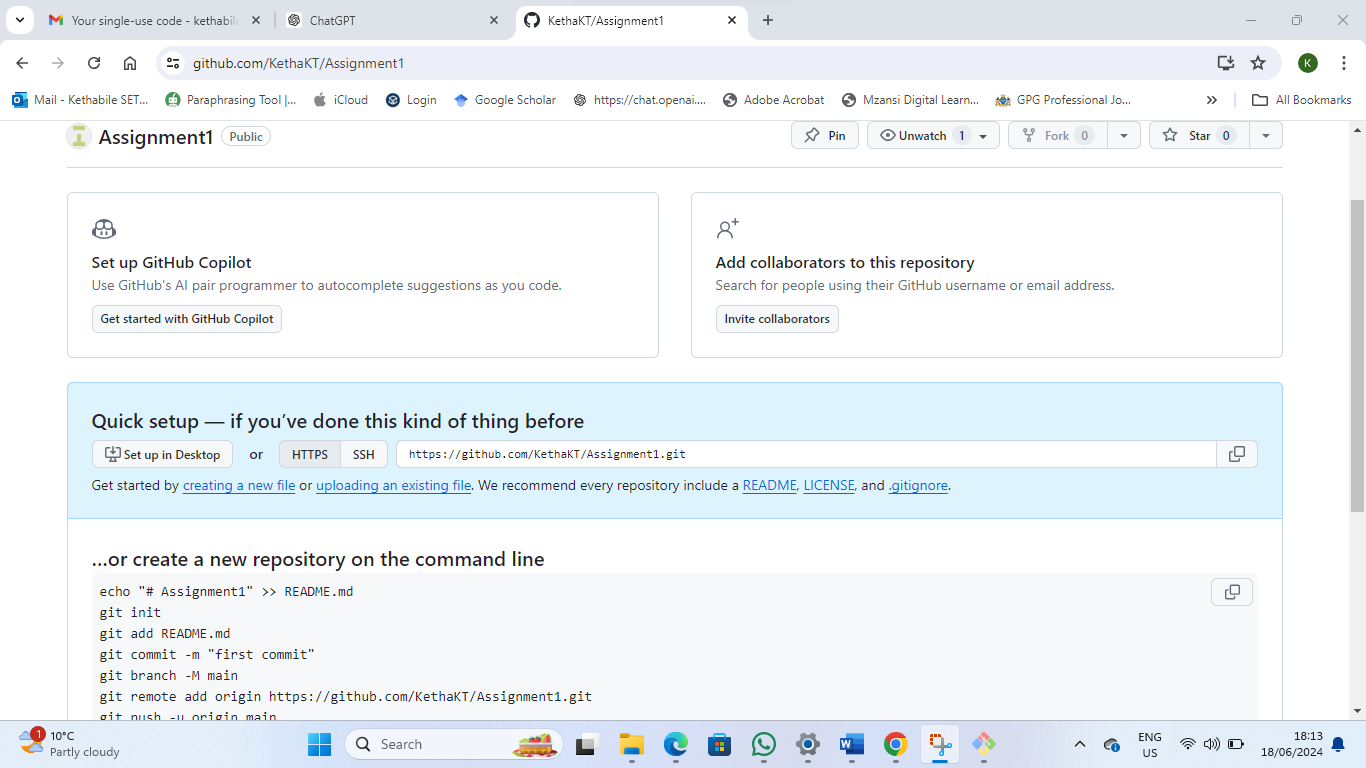 Your single-use code - kethabile
ChatGPT
KethaKT/Assignment1
github.com/KethaKT/Assignment1
K
Mail - Kethabile SET...
Paraphrasing Tool |...
iCloud
Login
Google Scholar
https://chat.openai....
Adobe Acrobat
Mzansi Digital Learn...
GPG Professional Jo...
All Bookmarks
Assignment1 Public
Pin
Unwatch 1
Fork 0
Star 0
Set up GitHub Copilot
Use GitHub's AI pair programmer to autocomplete suggestions as you code.
Get started with GitHub Copilot
Add collaborators to this repository
Search for people using their GitHub username or email address.
Invite collaborators
Quick setup — if you’ve done this kind of thing before
Set up in Desktop or HTTPS SSH https://github.com/KethaKT/Assignment1.git
Get started by creating a new file or uploading an existing file. We recommend every repository include a README, LICENSE, and .gitignore.
…or create a new repository on the command line
echo "# Assignment1" >> README.md
git init
git add README.md
git commit -m "first commit"
git branch -M main
git remote add origin https://github.com/KethaKT/Assignment1.git
git push -u origin main
1
10°C
Partly cloudy
Search
ENG
US
18:13
18/06/2024